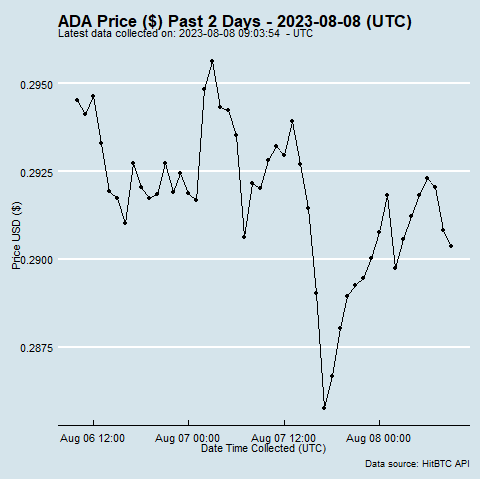 ADA Price ($) Past 2 Days - 2023-08-08 (UTC)
Latest data collected on: 2023-08-08 09:03:54  - UTC
0.2950
0.2925
0.2900
0.2875
Price USD ($)
Aug 06 12:00
Aug 07 00:00
Aug 07 12:00
Aug 08 00:00
Date Time Collected (UTC)
Data source: HitBTC API